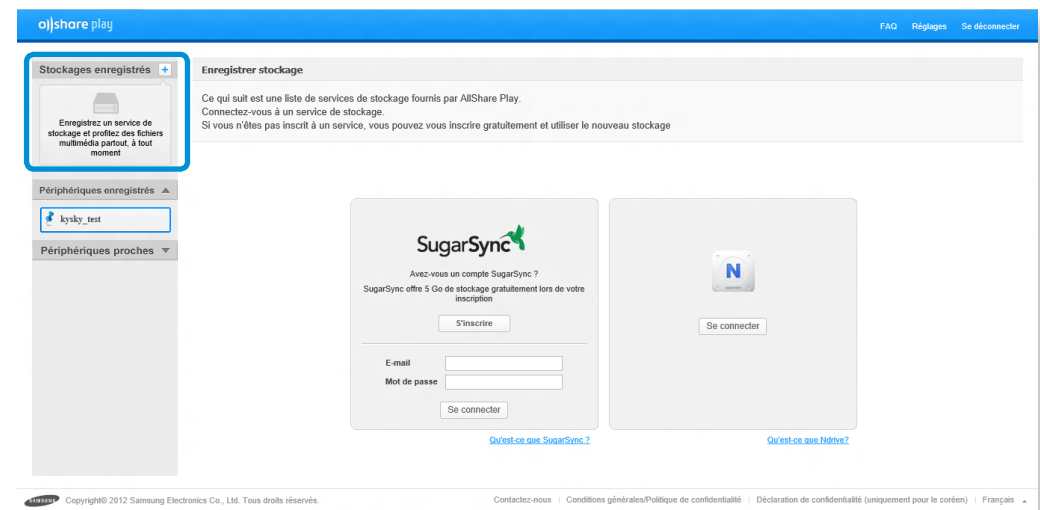 allshare play
FAQ Réglages Se déconnecter
Stockages enregistrés +
Enregistrez un service de
stockage et profitez des fichiers
multimédia partout, à tout
moment
Périphériques enregistrés
kysky_test
Périphériques proches
Enregistrer stockage
Ce qui suit est une liste de services de stockage fournis par AllShare Play.
Connectez-vous à un service de
stockage.
Si vous n'êtes pas inscrit à un service, vous pouvez vous inscrire gratuitement et utiliser le nouveau stockage
SugarSync
Avez-vous un compte SugarSync ?
SugarSync offre 5 Go de stockage gratuitement lors de votre
inscription
S'inscrire
E-mail
Mot de passe
Se connecter
Qu'est-ce que SugarSync ?
N
Se connecter
Qu'est-ce que Ndrive?
SAMSUNG Copyright© 2012 Samsung Electronics Co., Ltd. Tous droits réservés.
Contactez-nous | Conditions générales/Politique de confidentialité | Déclaration de confidentialité (uniquement pour le coréen) | Français